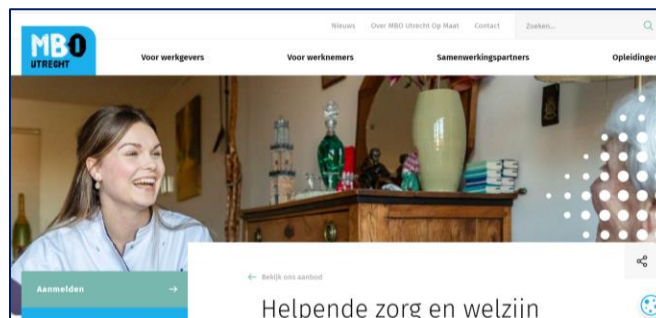 Nieuws Over MBO Utrecht Op Maat Contact Zoeken...
MBO
UTRECHT
Voor werkgevers Voor werknemers Samenwerkingspartners Opleidingen
← Bekijk ons aanbod
Aanmelden →
Helpende zorg en welzijn